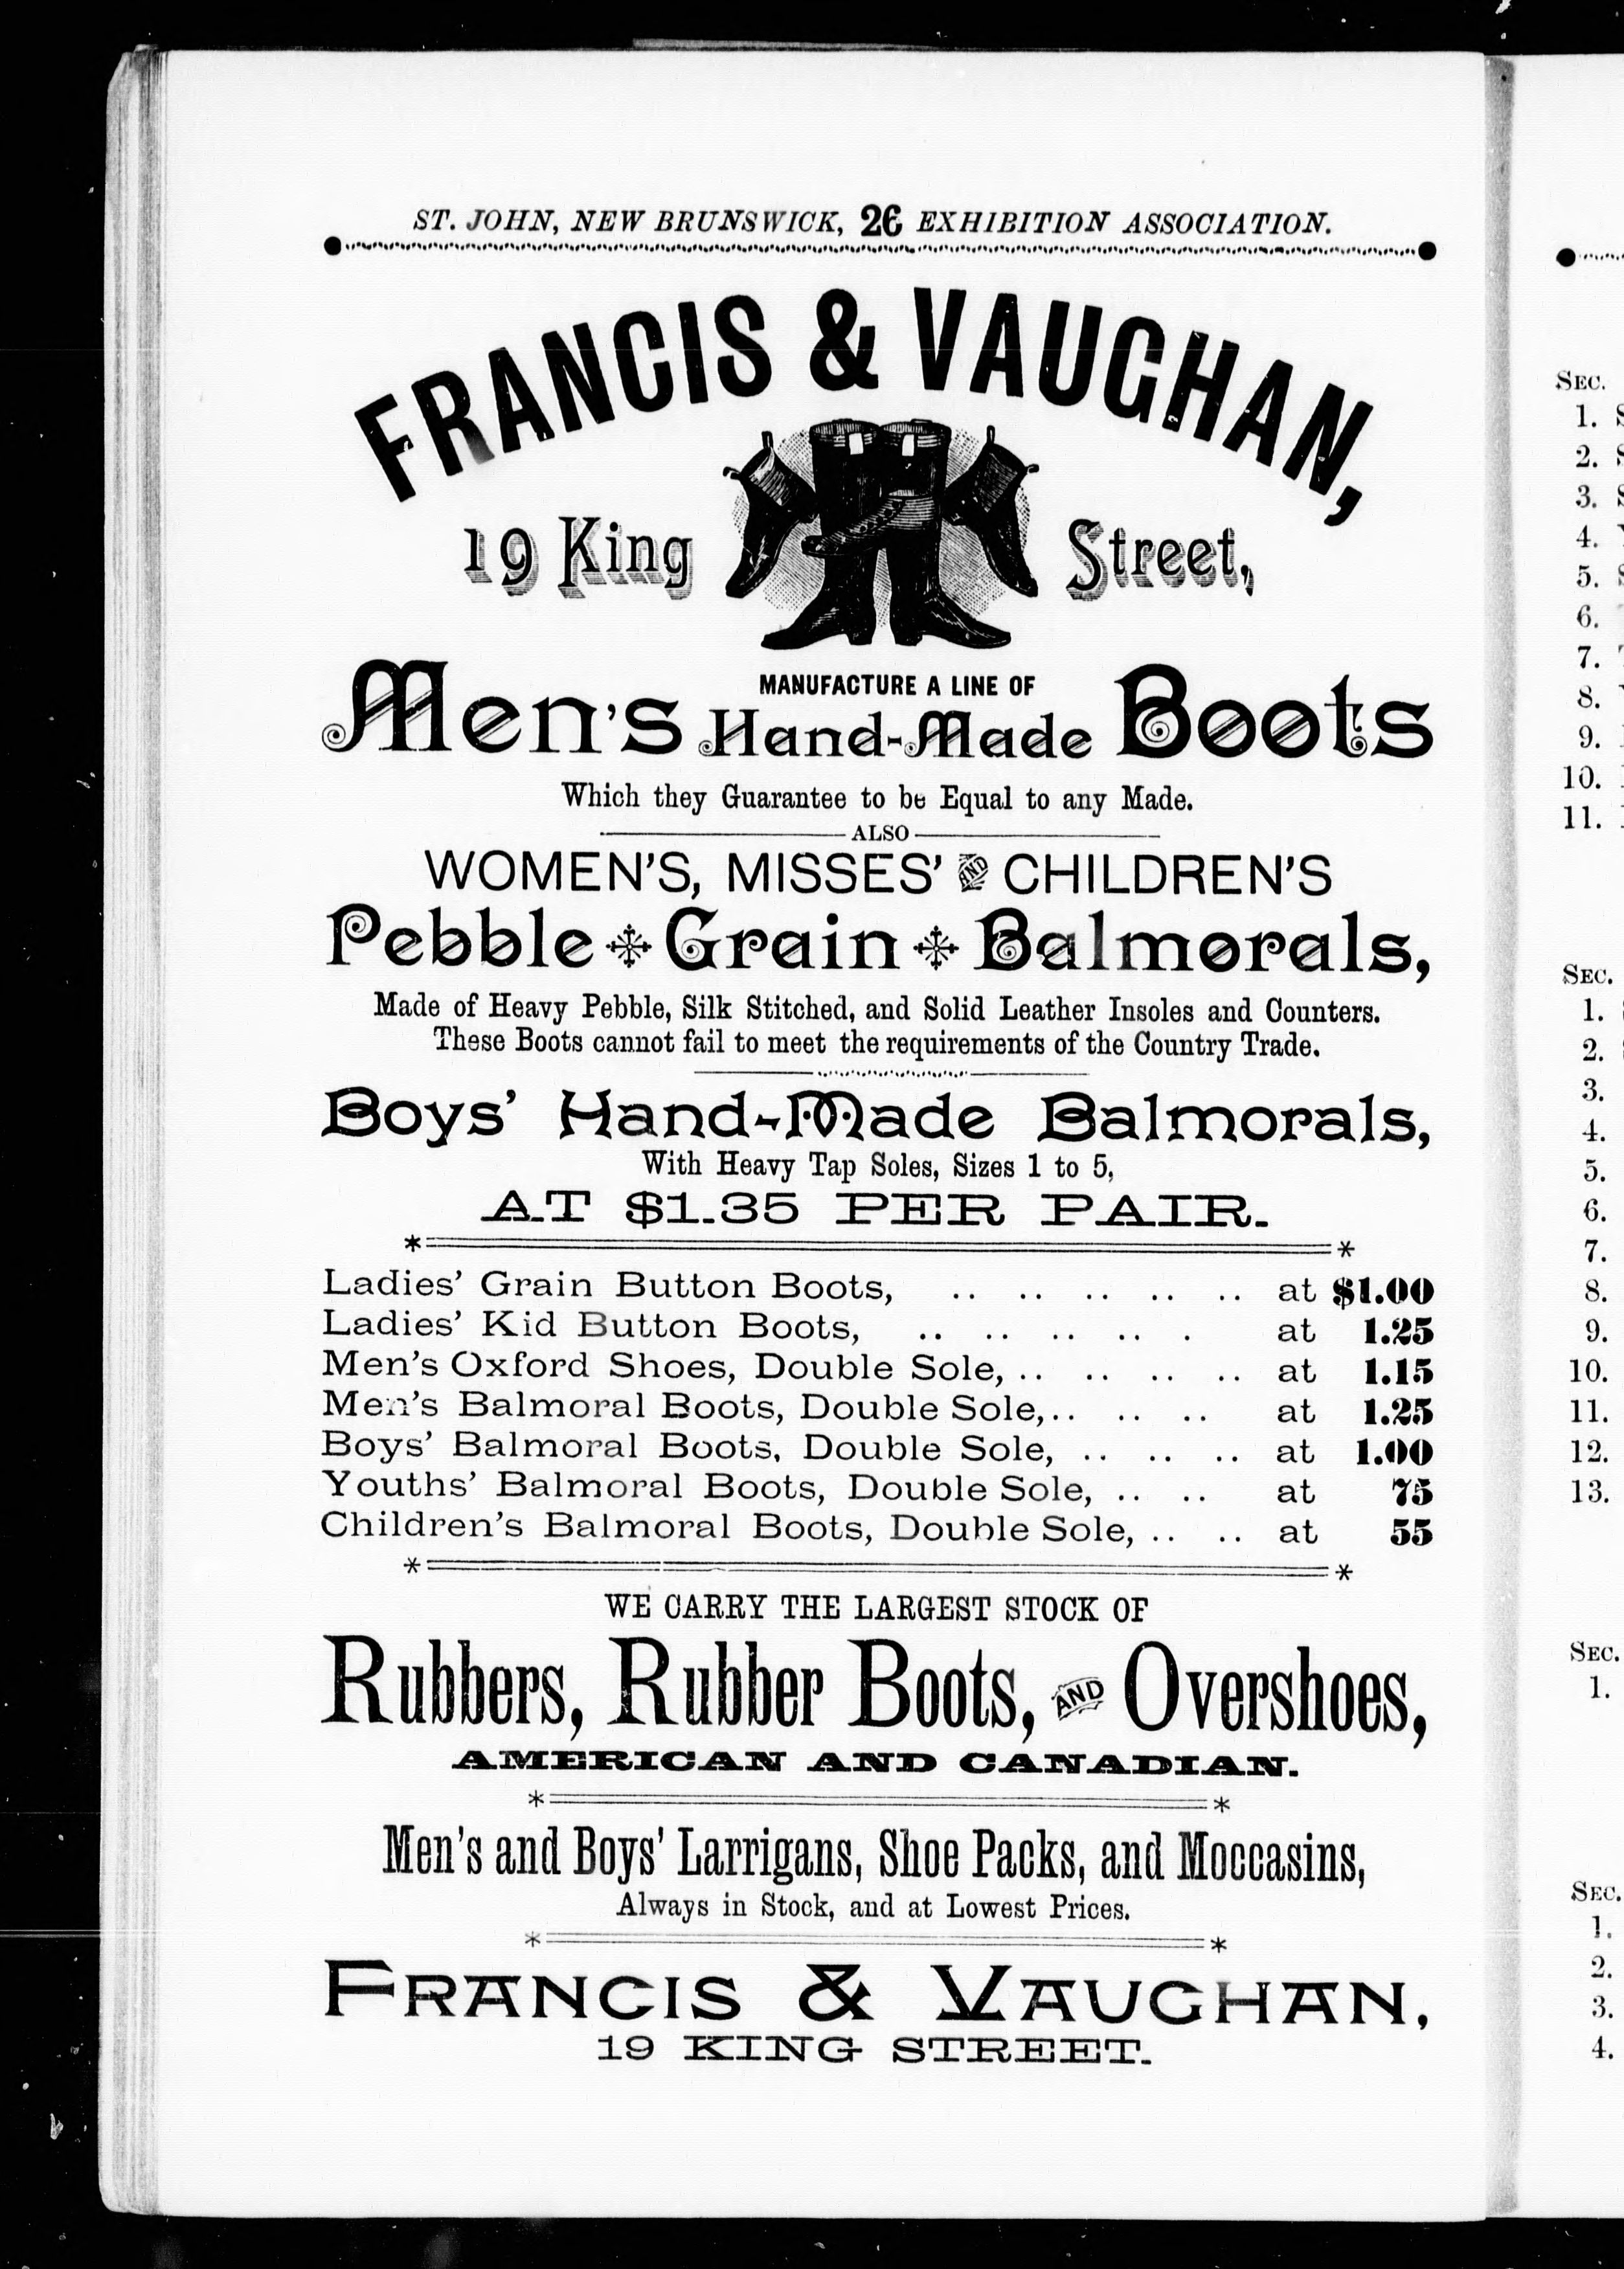 ST. JOHN, NEW BRUNSWICK, 26 EXHIBITION ASSOCIATION.
FRANCIS & VAUGHAN,
19 King Street,
MANUFACTURE A LINE OF
Men's Hand-Made Boots
Which they Guarantee to be Equal to any Made.
ALSO
WOMEN'S, MISSES' AND CHILDREN'S
Pebble Grain Balmorals,
Made of Heavy Pebble, Silk Stitched, and Solid Leather Insoles and Counters.
These Boots cannot fail to meet the requirements of the Country Trade.
Boys' Hand-Made Balmorals,
With Heavy Tap Soles, Sizes 1 to 5,
AT $1.35 PER PAIR.
Ladies' Grain Button Boots, .. .. .. .. .. at $1.00
Ladies' Kid Button Boots, .. .. .. .. . at 1.25
Men's Oxford Shoes, Double Sole, .. .. .. .. at 1.15
Men's Balmoral Boots, Double Sole, .. .. .. at 1.25
Boys' Balmoral Boots, Double Sole, .. .. .. at 1.00
Youths' Balmoral Boots, Double Sole, .. .. at 75
Children's Balmoral Boots, Double Sole, .. .. at 55
WE CARRY THE LARGEST STOCK OF
Rubbers, Rubber Boots, AND Overshoes,
AMERICAN AND CANADIAN.
Men's and Boys' Larrigans, Shoe Packs, and Moccasins,
Always in Stock, and at Lowest Prices.
FRANCIS & VAUGHAN,
19 KING STREET.
SEC.
1.
2.
3.
4.
5.
6.
7.
8.
9.
10.
11.
SEC.
1.
2.
3.
4.
5.
6.
7.
8.
9.
10.
11.
12.
13.
SEC.
1.
SEC.
1.
2.
3.
4.